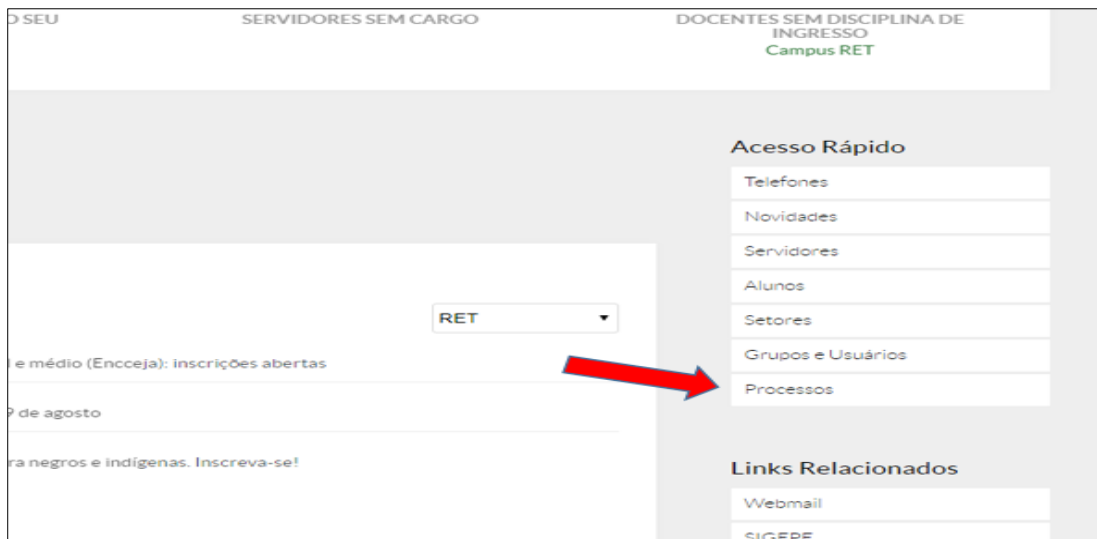 O SEU
SERVIDORES SEM CARGO
DOCENTES SEM DISCIPLINA DE
INGRESSO
Campus RET
Acesso Rápido
Telefones
Novidades
Servidores
Alunos
Setores
Grupos e Usuários
Processos
RET
l e médio (Encceja): inscrições abertas
9 de agosto
ra negros e indígenas. Inscreva-se!
Links Relacionados
Webmail
SIGEPE